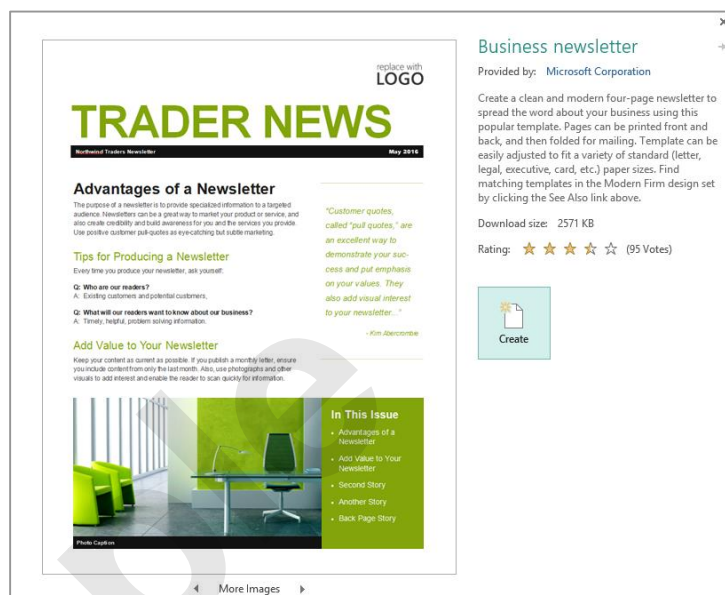 replace with
LOGO
TRADER NEWS
Northwind Traders Newsletter
May 2016
Advantages of a Newsletter
The purpose of a newsletter is to provide specialized information to a targeted
audience. Newsletters can be a great way to market your product or service, and
also create credibility and build awareness for you and the services you provide.
Use positive customer pull-quotes as eye-catching but subtle marketing.
Tips for Producing a Newsletter
Every time you produce your newsletter, ask yourself:
Q: Who are our readers?
A: Existing customers and potential customers,
Q: What will our readers want to know about our business?
A: Timely, helpful, problem solving information.
Add Value to Your Newsletter
Keep your content as current as possible. If you publish a monthly letter, ensure
you include content from only the last month. Also, use photographs and other
visuals to add interest and enable the reader to scan quickly for information.
"Customer quotes,
called "pull quotes," are
an excellent way to
demonstrate your suc-
cess and put emphasis
on your values. They
also add visual interest
to your newsletter..."
- Kim Abercrombie
In This Issue
• Advantages of a
Newsletter
• Add Value to Your
Newsletter
• Second Story
• Another Story
• Back Page Story
Photo Caption
More Images
Business newsletter
Provided by: Microsoft Corporation
Create a clean and modern four-page newsletter to
spread the word about your business using this
popular template. Pages can be printed front and
back, and then folded for mailing. Template can be
easily adjusted to fit a variety of standard (letter,
legal, executive, card, etc.) paper sizes. Find
matching templates in the Modern Firm design set
by clicking the See Also link above.
Download size: 2571 KB
Rating: (95 Votes)
Create